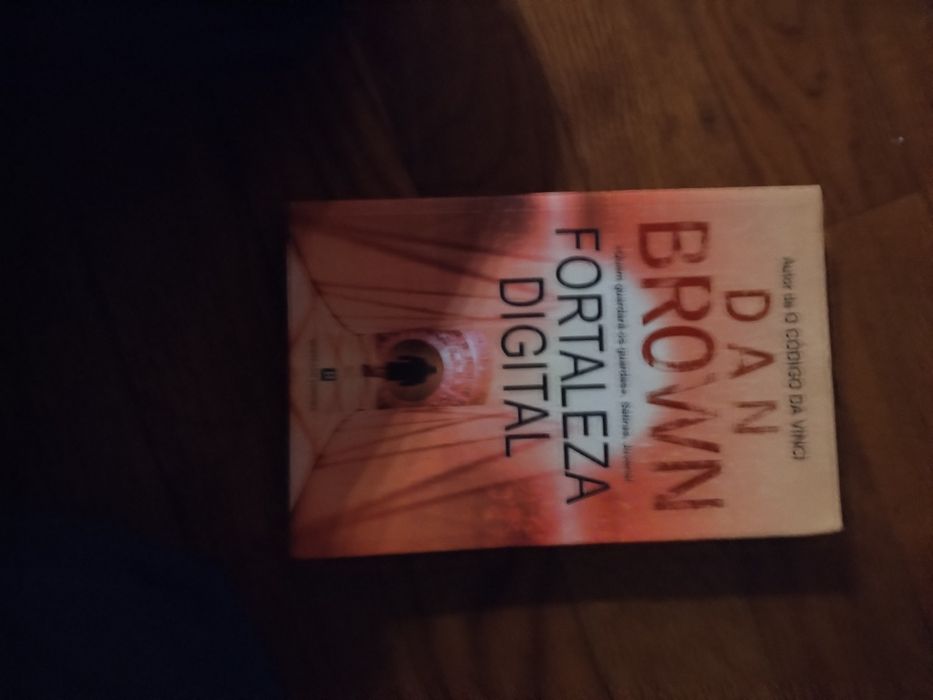 Autor de O CÓDIGO DA VINCI
DAN
BROWN
«Quem guardará os guardas». Sátiras, Juvenal
FORTALEZA
DIGITAL